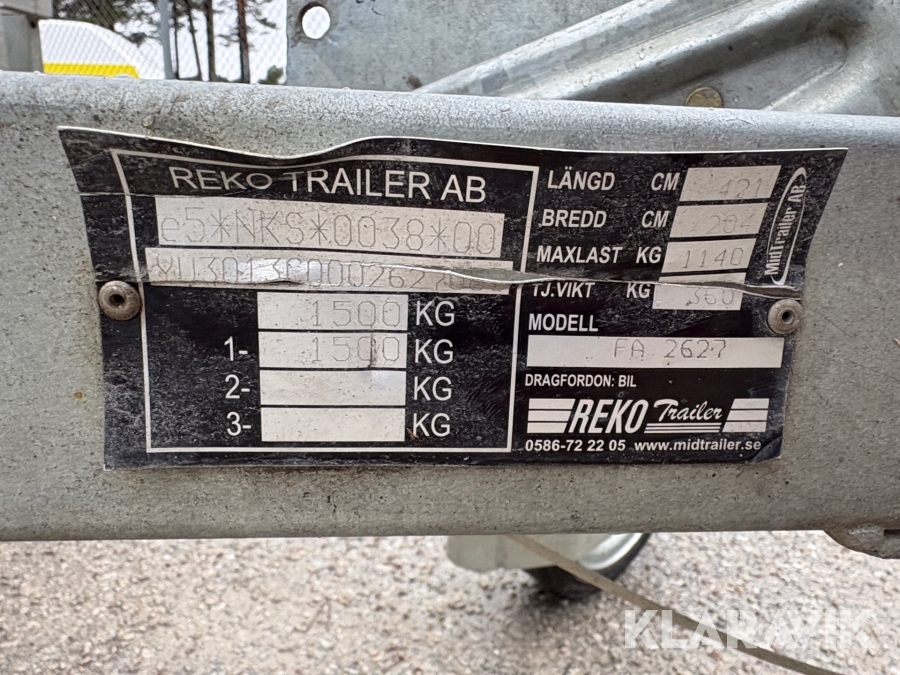 REKO TRAILER AB
e5*NKS*0038*00
1500 KG
1- 1500 KG
2- KG
3- KG
LÄNGD CM 421
BREDD CM 204
MAXLAST KG 1140
TJ.VIKT KG 360
MODELL
FA 2627
DRAGFORDON: BIL
REKO Trailer
0586-72 22 05 www.midtrailer.se
MidTrailer AB
KLARAVIK